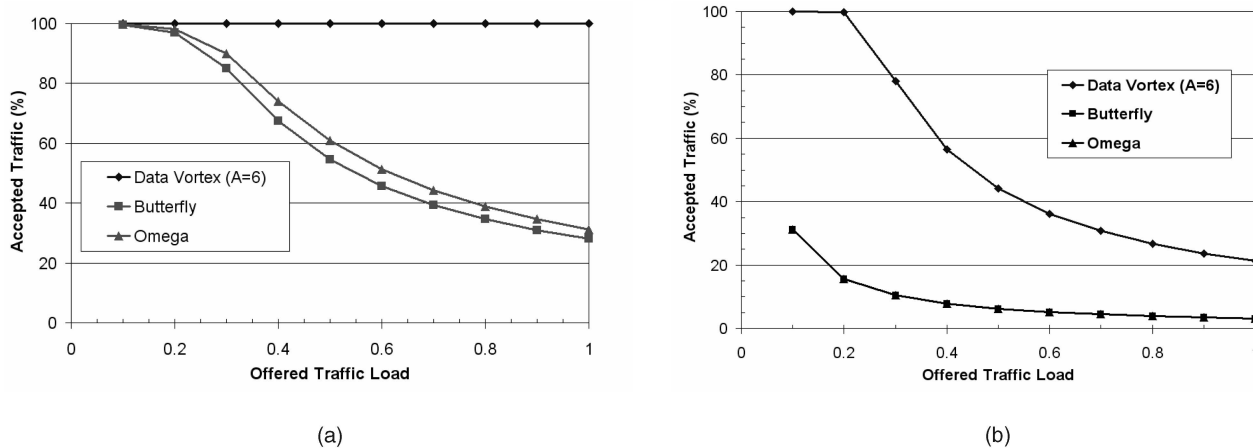 100
80
60
40
20
0
Accepted Traffic (%)
Data Vortex (A=6)
Butterfly
Omega
0 0.2 0.4 0.6 0.8 1
Offered Traffic Load
(a)
100
80
60
40
20
0
Accepted Traffic (%)
Data Vortex (A=6)
Butterfly
Omega
0 0.2 0.4 0.6 0.8 1
Offered Traffic Load
(b)